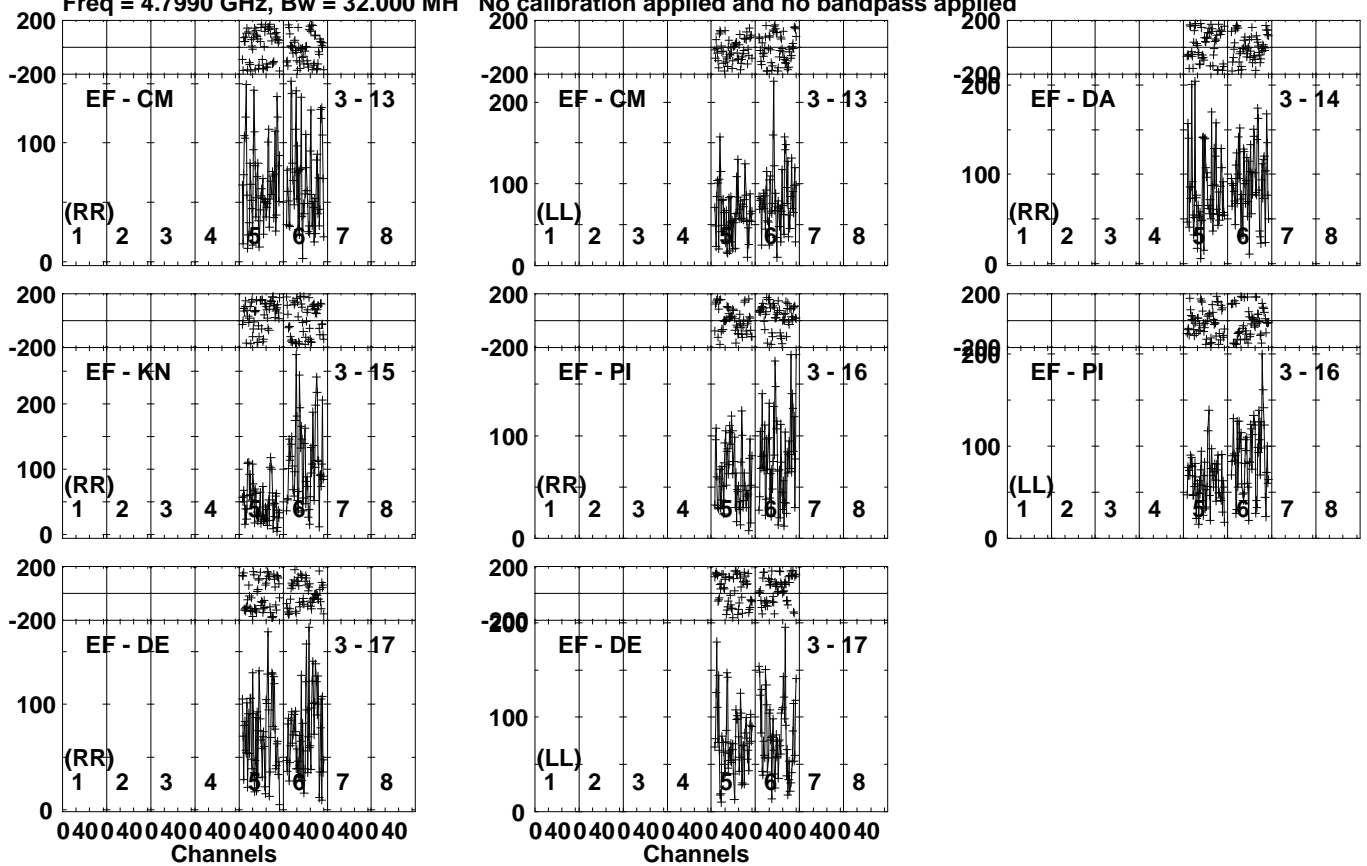 Freq = 4.7990 GHz, Bw = 32.000 MH No calibration applied and no bandpass applied
200
-200
EF - CM 3 - 13
100
(RR)
1 2 3 4 5 6 7 8
0
EF - CM 3 - 13
200
100
(LL)
1 2 3 4 5 6 7 8
0
-200
200
EF - DA 3 - 14
100
(RR)
1 2 3 4 5 6 7 8
0
200
-200
EF - KN 3 - 15
200
100
(RR)
1 2 3 4 5 6 7 8
0
EF - PI 3 - 16
100
(RR)
1 2 3 4 5 6 7 8
0
-200
200
EF - PI 3 - 16
100
(LL)
1 2 3 4 5 6 7 8
0
200
-200
EF - DE 3 - 17
100
(RR)
1 2 3 4 5 6 7 8
0
-200
200
EF - DE 3 - 17
100
(LL)
1 2 3 4 5 6 7 8
0
0 40 0 40 0 40 0 40 0 40 0 40 0 40 0 40
Channels
0 40 0 40 0 40 0 40 0 40 0 40 0 40 0 40
Channels